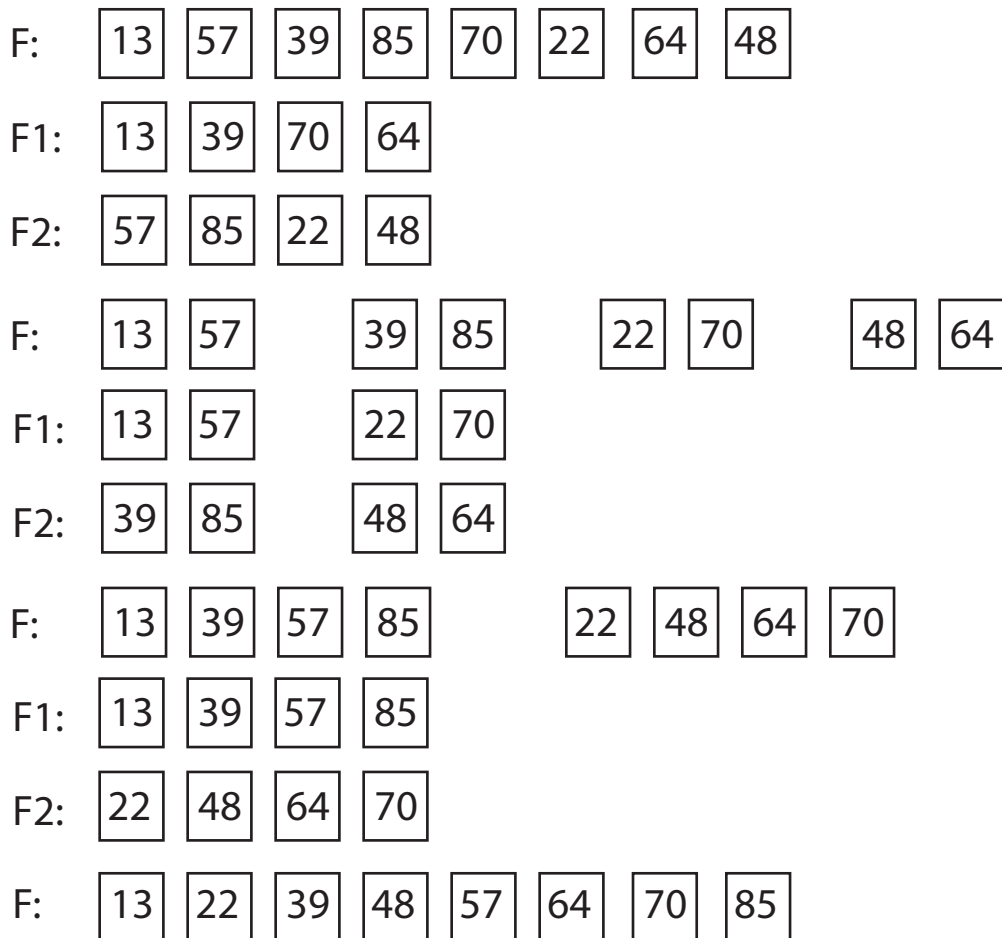 F: 13 57 39 85 70 22 64 48
F1: 13 39 70 64
F2: 57 85 22 48
F: 13 57 39 85 22 70 48 64
F1: 13 57 22 70
F2: 39 85 48 64
F: 13 39 57 85 22 48 64 70
F1: 13 39 57 85
F2: 22 48 64 70
F: 13 22 39 48 57 64 70 85